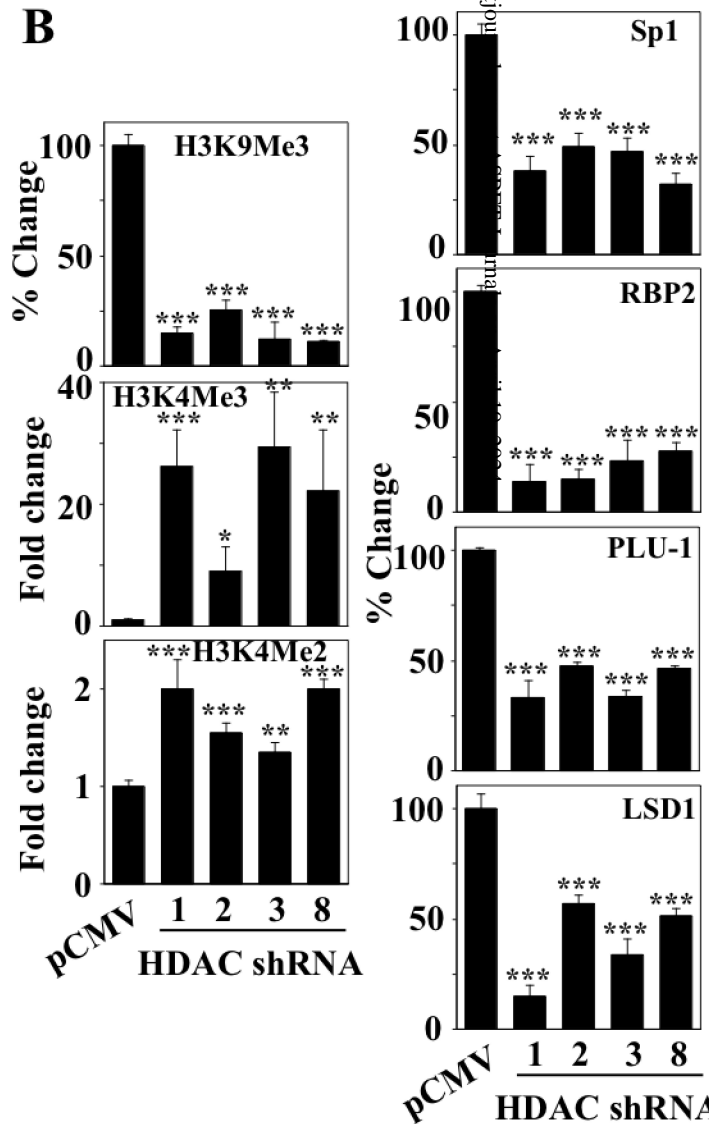 B
H3K9Me3
% Change
100
50
0
***
***
***
***
H3K4Me3
Fold change
40
20
0
***
*
**
**
H3K4Me2
Fold change
2
1
0
***
***
**
***
pCMV
1 2 3 8
HDAC shRNA
Sp1
100
50
0
***
***
***
***
RBP2
100
50
0
***
***
***
***
% Change
PLU-1
100
50
0
***
***
***
***
LSD1
100
50
0
***
***
***
***
pCMV
1 2 3 8
HDAC shRNA